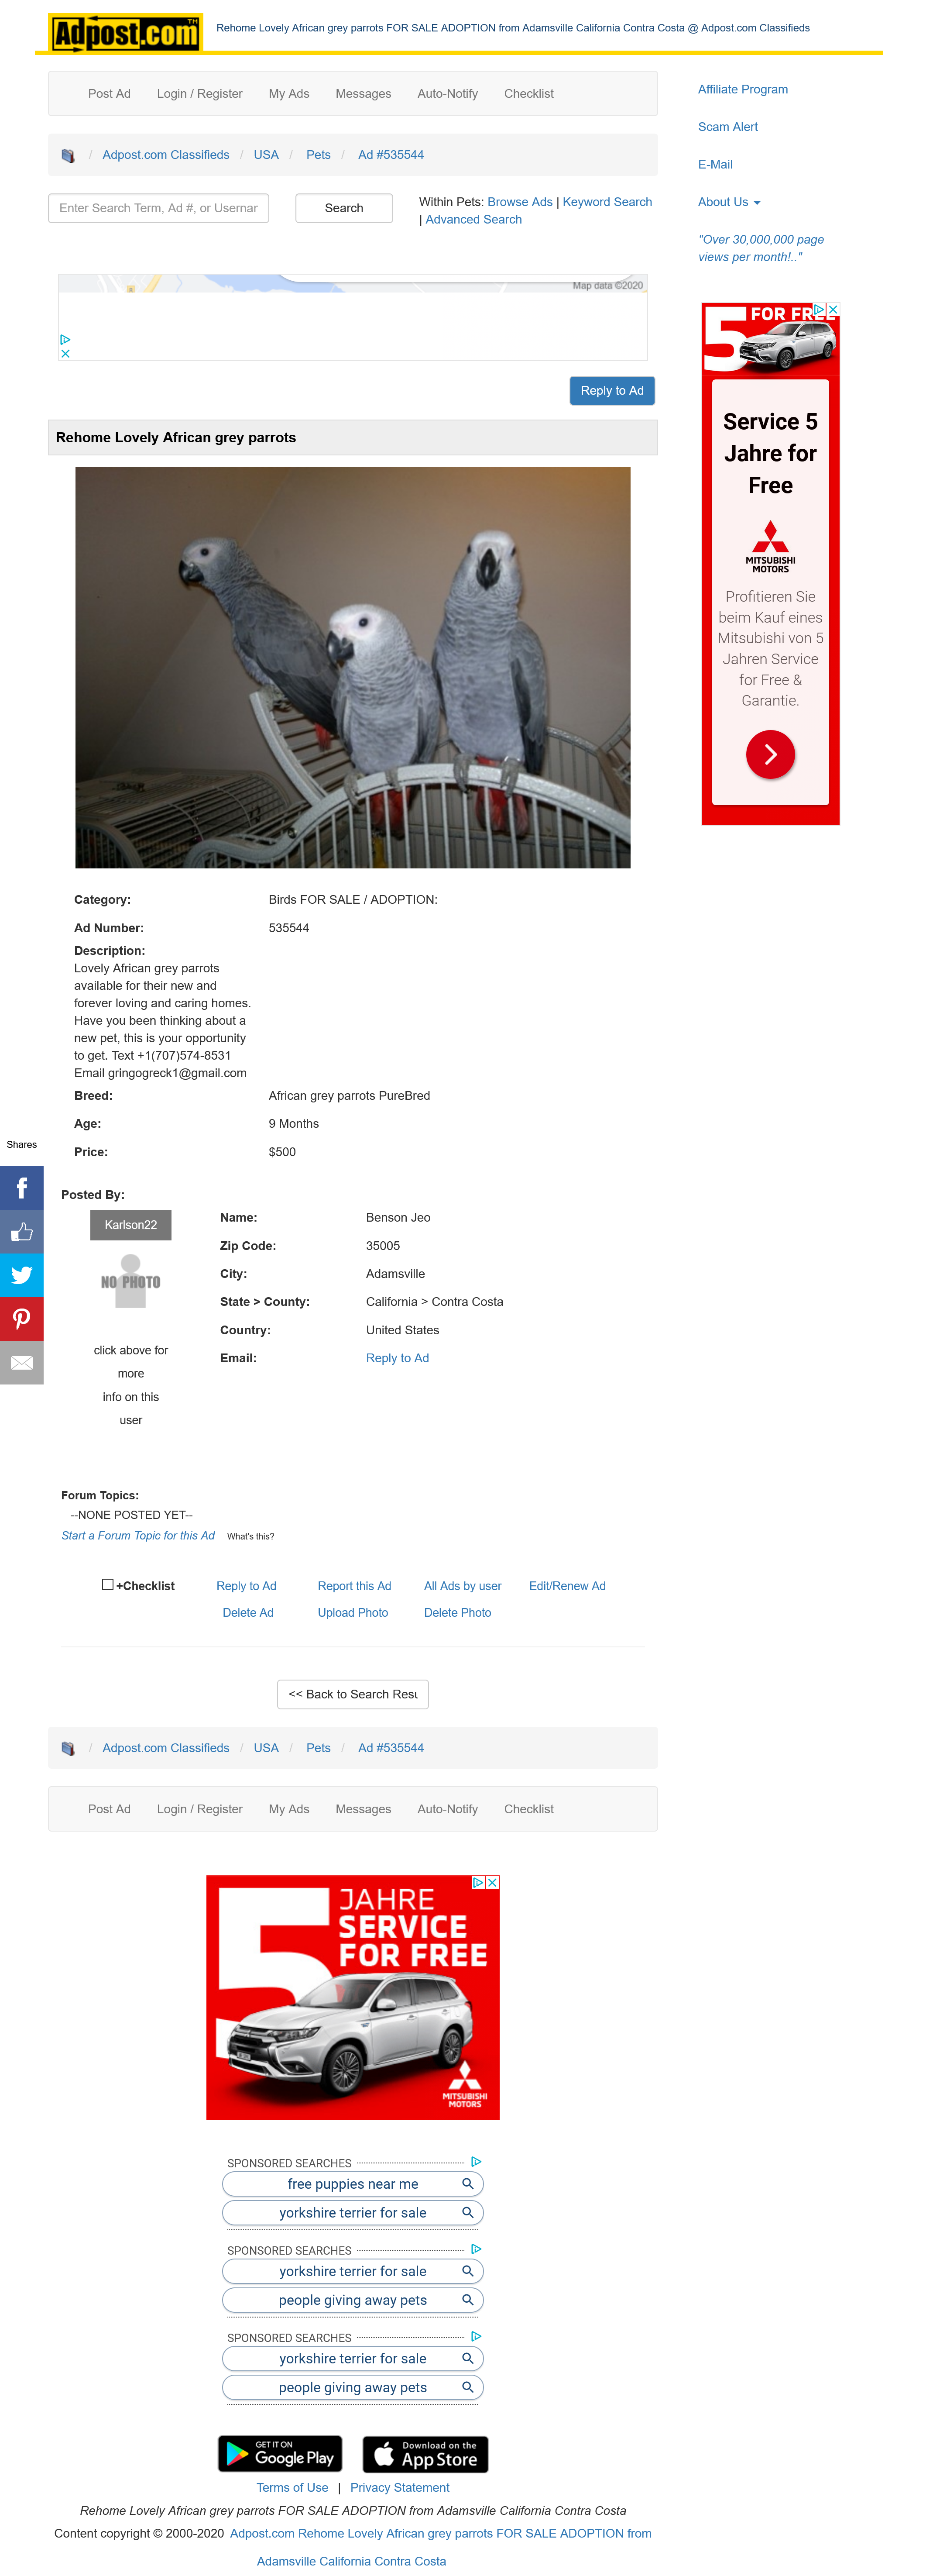 Adpost.com TM
Rehome Lovely African grey parrots FOR SALE ADOPTION from Adamsville California Contra Costa @ Adpost.com Classifieds
Post Ad Login / Register My Ads Messages Auto-Notify Checklist
Affiliate Program
Scam Alert
E-Mail
About Us
"Over 30,000,000 page
views per month!.."
/ Adpost.com Classifieds / USA / Pets / Ad #535544
Enter Search Term, Ad #, or Usernar
Search
Within Pets: Browse Ads | Keyword Search
| Advanced Search
Map data ©2020
Reply to Ad
5 FOR FREE
Service 5
Jahre for
Free
MITSUBISHI
MOTORS
Profitieren Sie
beim Kauf eines
Mitsubishi von 5
Jahren Service
for Free &
Garantie.
Rehome Lovely African grey parrots
Category: Birds FOR SALE / ADOPTION:
Ad Number: 535544
Description:
Lovely African grey parrots
available for their new and
forever loving and caring homes.
Have you been thinking about a
new pet, this is your opportunity
to get. Text +1(707)574-8531
Email gringogreck1@gmail.com
Breed: African grey parrots PureBred
Age: 9 Months
Price: $500
Shares
Posted By:
Karlson22
NO PHOTO
click above for
more
info on this
user
Name: Benson Jeo
Zip Code: 35005
City: Adamsville
State > County: California > Contra Costa
Country: United States
Email: Reply to Ad
Forum Topics:
--NONE POSTED YET--
Start a Forum Topic for this Ad What's this?
+Checklist Reply to Ad Report this Ad All Ads by user Edit/Renew Ad
Delete Ad Upload Photo Delete Photo
<< Back to Search Resu
/ Adpost.com Classifieds / USA / Pets / Ad #535544
Post Ad Login / Register My Ads Messages Auto-Notify Checklist
5 JAHRE
SERVICE
FOR FREE
MITSUBISHI
MOTORS
SPONSORED SEARCHES
free puppies near me
yorkshire terrier for sale
SPONSORED SEARCHES
yorkshire terrier for sale
people giving away pets
SPONSORED SEARCHES
yorkshire terrier for sale
people giving away pets
GET IT ON
Google Play
Download on the
App Store
Terms of Use | Privacy Statement
Rehome Lovely African grey parrots FOR SALE ADOPTION from Adamsville California Contra Costa
Content copyright © 2000-2020 Adpost.com Rehome Lovely African grey parrots FOR SALE ADOPTION from
Adamsville California Contra Costa